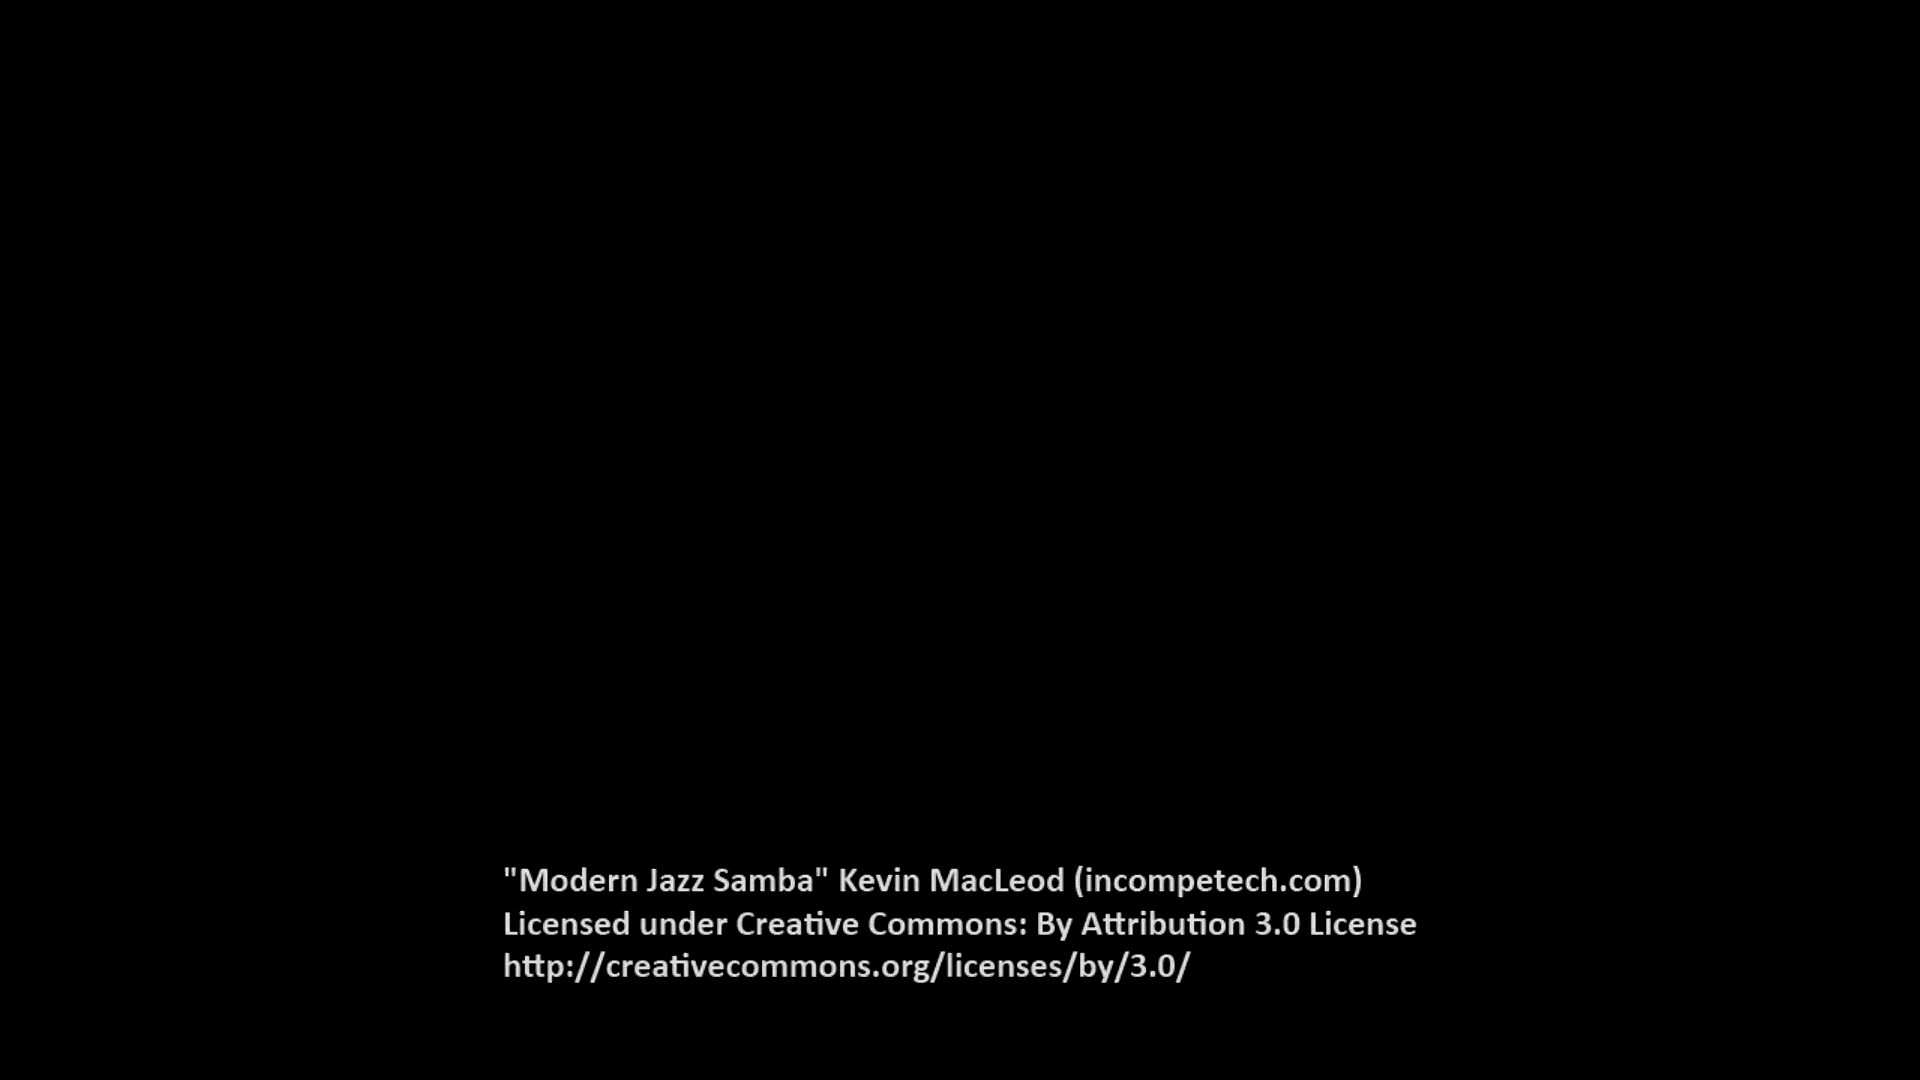 "Modern Jazz Samba" Kevin MacLeod (incompetech.com)
Licensed under Creative Commons: By Attribution 3.0 License
http://creativecommons.org/licenses/by/3.0/